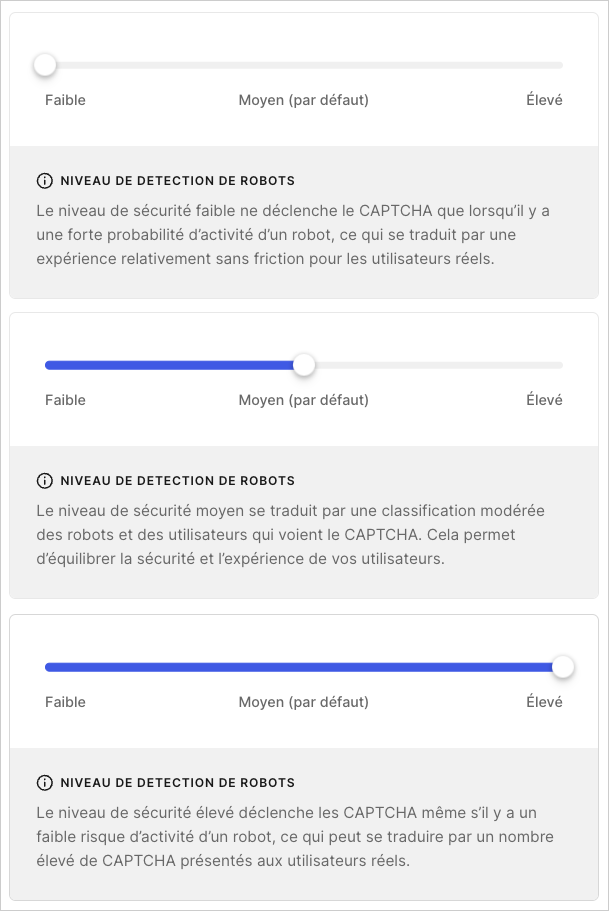 Faible Moyen (par défaut) Élevé
NIVEAU DE DETECTION DE ROBOTS
Le niveau de sécurité faible ne déclenche le CAPTCHA que lorsqu’il y a
une forte probabilité d’activité d’un robot, ce qui se traduit par une
expérience relativement sans friction pour les utilisateurs réels.
Faible Moyen (par défaut) Élevé
NIVEAU DE DETECTION DE ROBOTS
Le niveau de sécurité moyen se traduit par une classification modérée
des robots et des utilisateurs qui voient le CAPTCHA. Cela permet
d’équilibrer la sécurité et l’expérience de vos utilisateurs.
Faible Moyen (par défaut) Élevé
NIVEAU DE DETECTION DE ROBOTS
Le niveau de sécurité élevé déclenche les CAPTCHA même s’il y a un
faible risque d’activité d’un robot, ce qui peut se traduire par un nombre
élevé de CAPTCHA présentés aux utilisateurs réels.